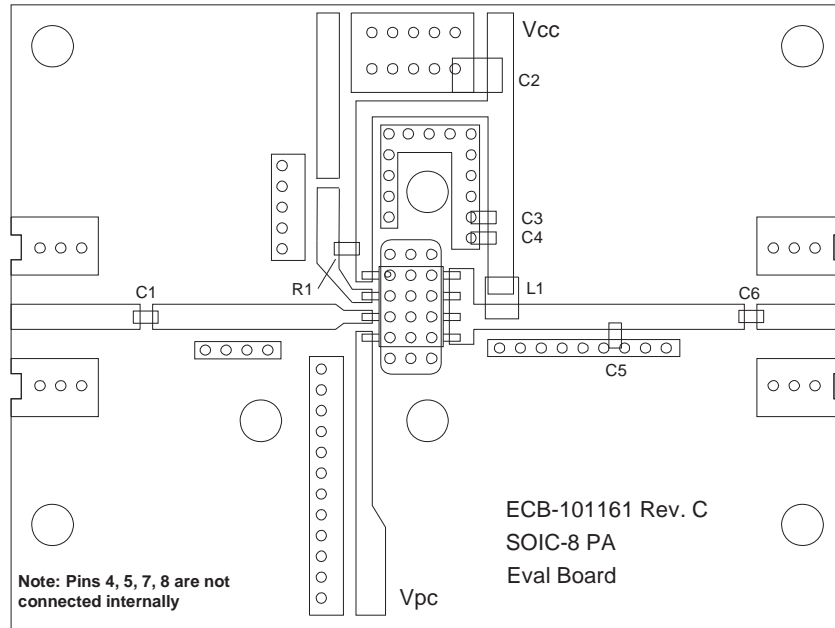 Vcc
C2
C3
C4
R1
L1
C1
C6
C5
ECB-101161 Rev. C
SOIC-8 PA
Eval Board
Note: Pins 4, 5, 7, 8 are not
connected internally
Vpc